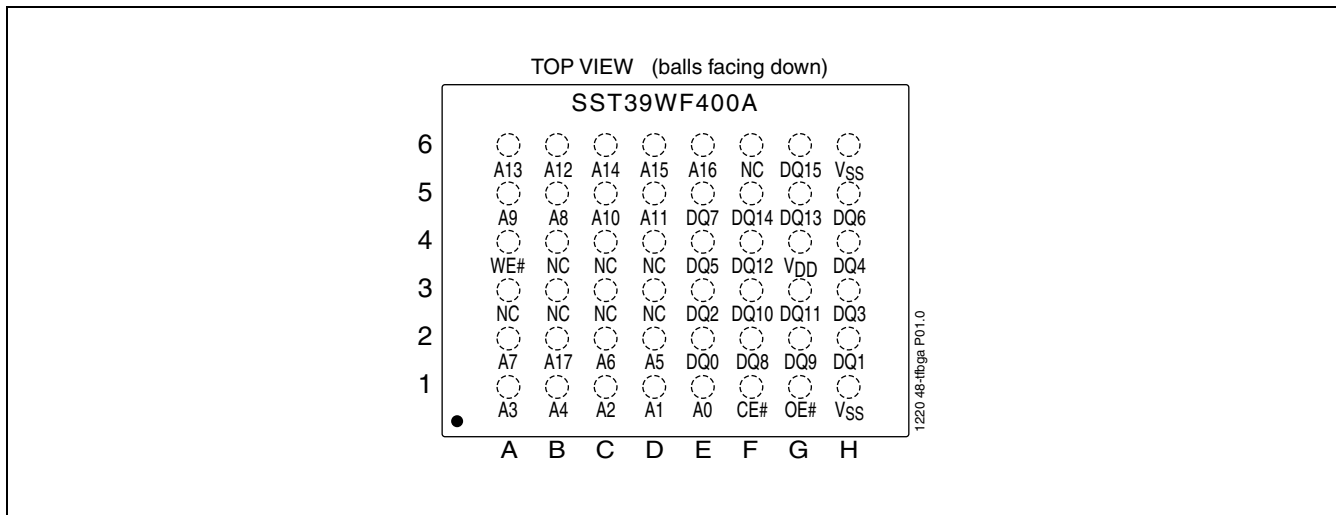 TOP VIEW (balls facing down)
SST39WF400A
6
A13 A12 A14 A15 A16 NC DQ15 VSS
5
A9 A8 A10 A11 DQ7 DQ14 DQ13 DQ6
4
WE# NC NC NC DQ5 DQ12 VDD DQ4
3
NC NC NC NC DQ2 DQ10 DQ11 DQ3
2
A7 A17 A6 A5 DQ0 DQ8 DQ9 DQ1
1
A3 A4 A2 A1 A0 CE# OE# VSS
A B C D E F G H
1220 48-tfbga P01.0